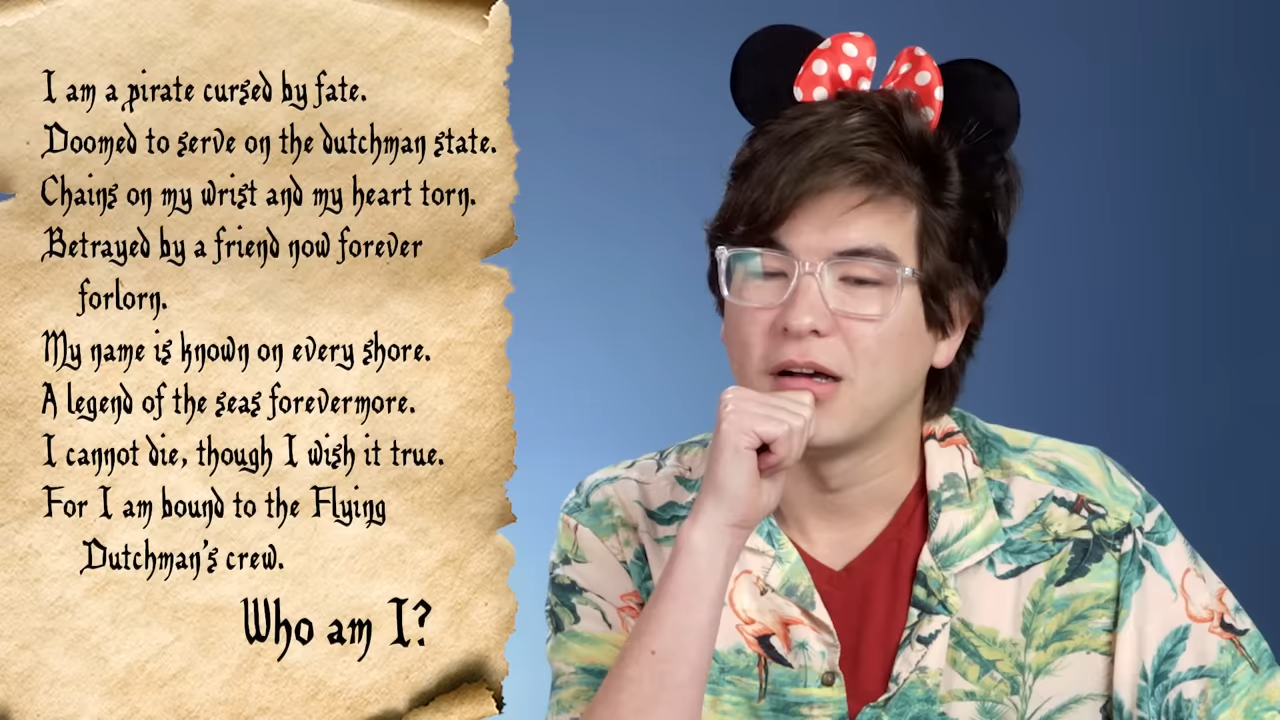 I am a pirate cursed by fate.
Doomed to serve on the dutchman state.
Chains on my wrist and my heart torn.
Betrayed by a friend now forever
forlorn.
My name is known on every shore.
A legend of the seas forevermore.
I cannot die, though I wish it true.
For I am bound to the Flying
Dutchman's crew.
Who am I?